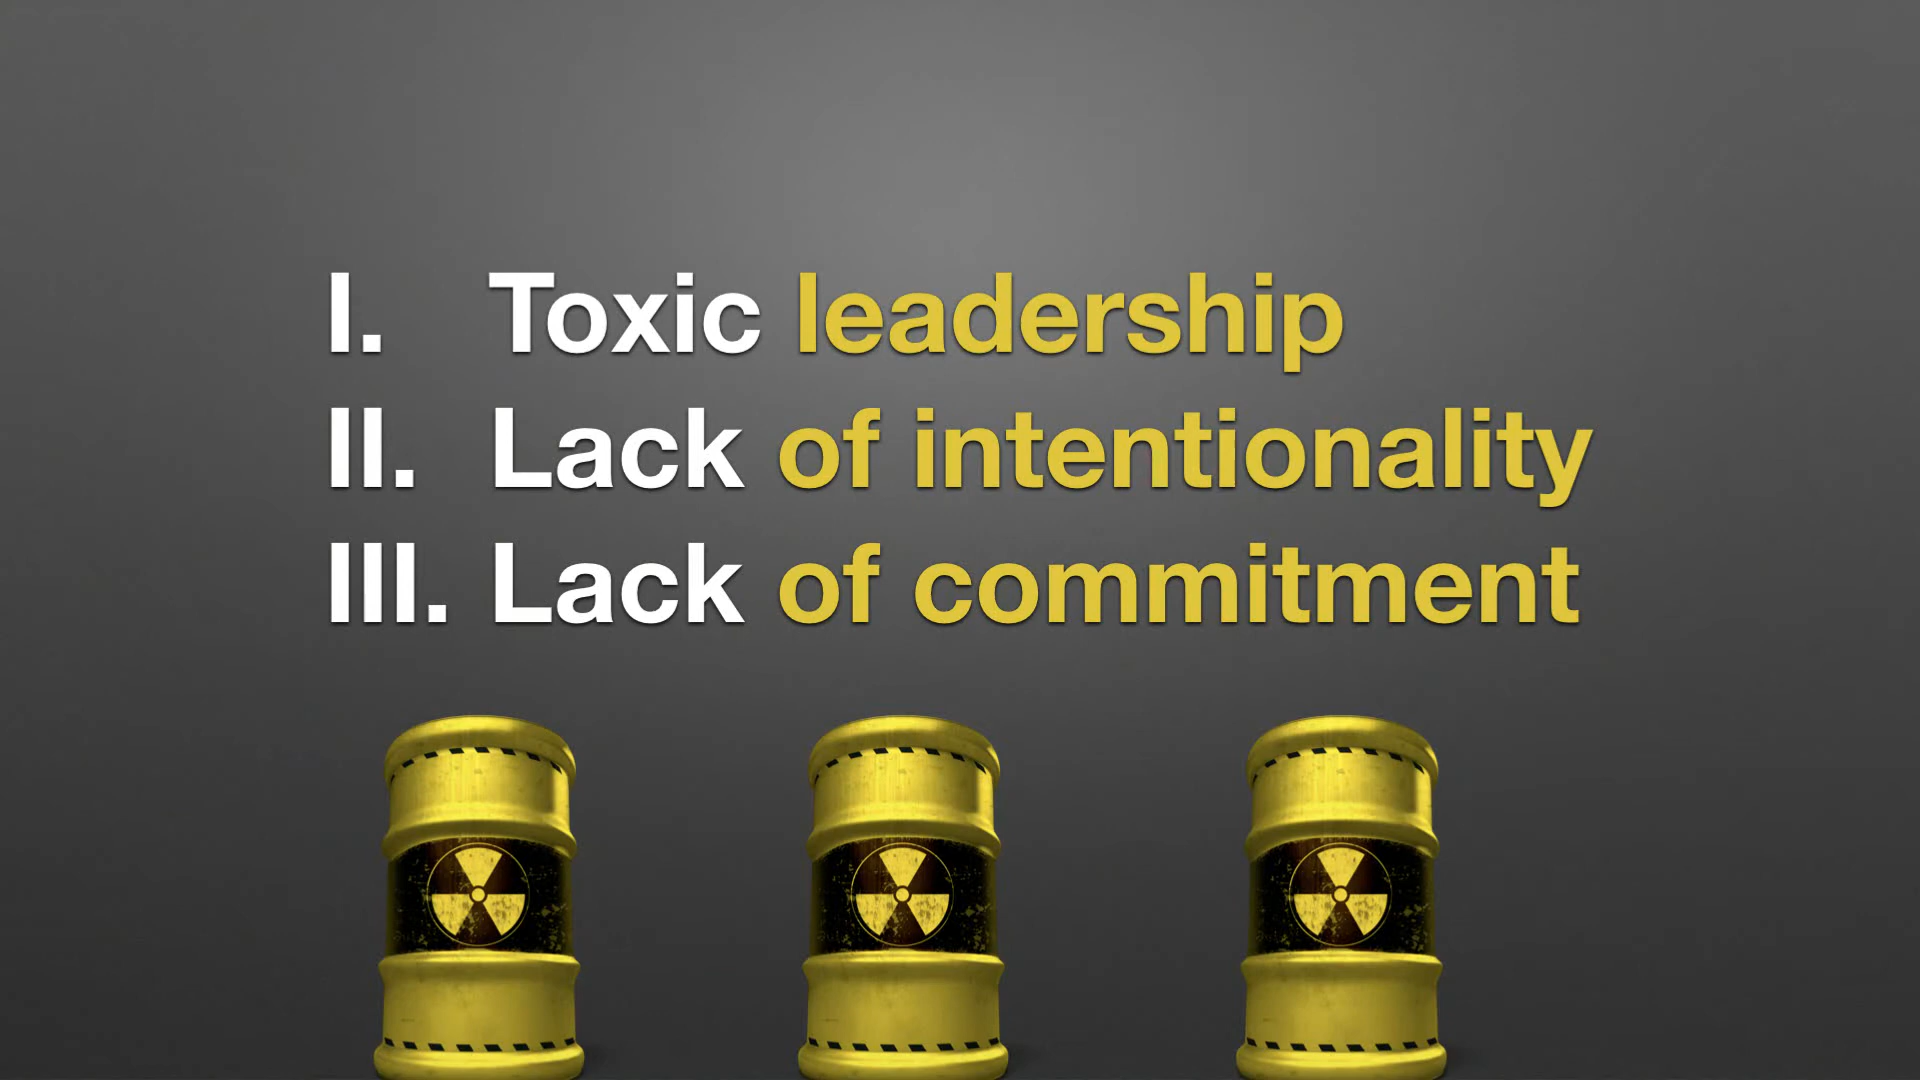 I. Toxic leadership
II. Lack of intentionality
III. Lack of commitment